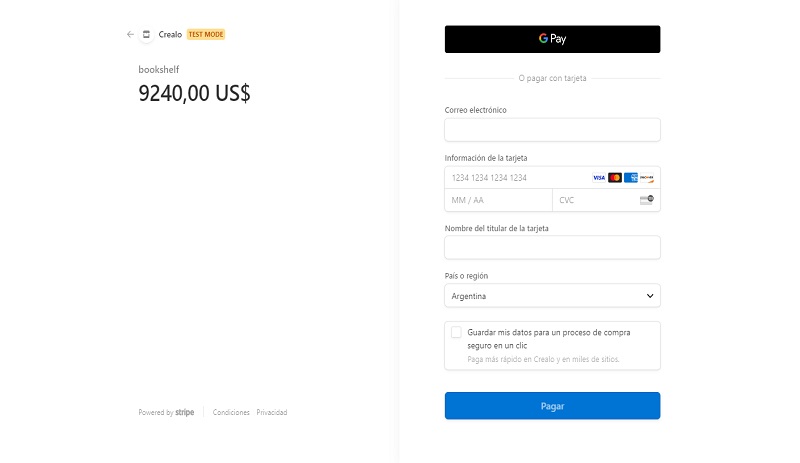 Crealo TEST MODE
bookshelf
9240,00 US$
Powered by stripe Condiciones Privacidad
G Pay
O pagar con tarjeta
Correo electrónico
Información de la tarjeta
1234 1234 1234 1234 VISA
MM / AA CVC
Nombre del titular de la tarjeta
País o región
Argentina
Guardar mis datos para un proceso de compra
seguro en un clic
Paga más rápido en Crealo y en miles de sitios.
Pagar